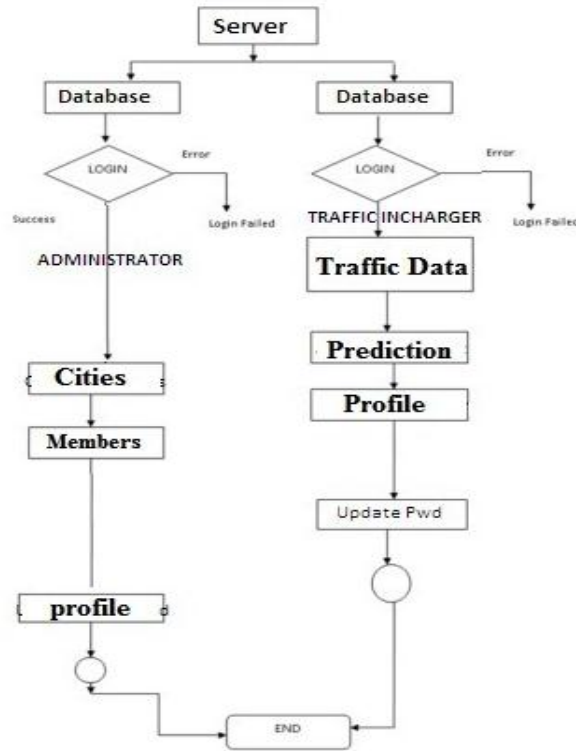 Server
Database
Database
LOGIN
Error
LOGIN
Error
Success
Login Failed
TRAFFIC INCHARGER
Login Failed
ADMINISTRATOR
Traffic Data
Prediction
Cities
Profile
Members
Update Pwd
profile
END